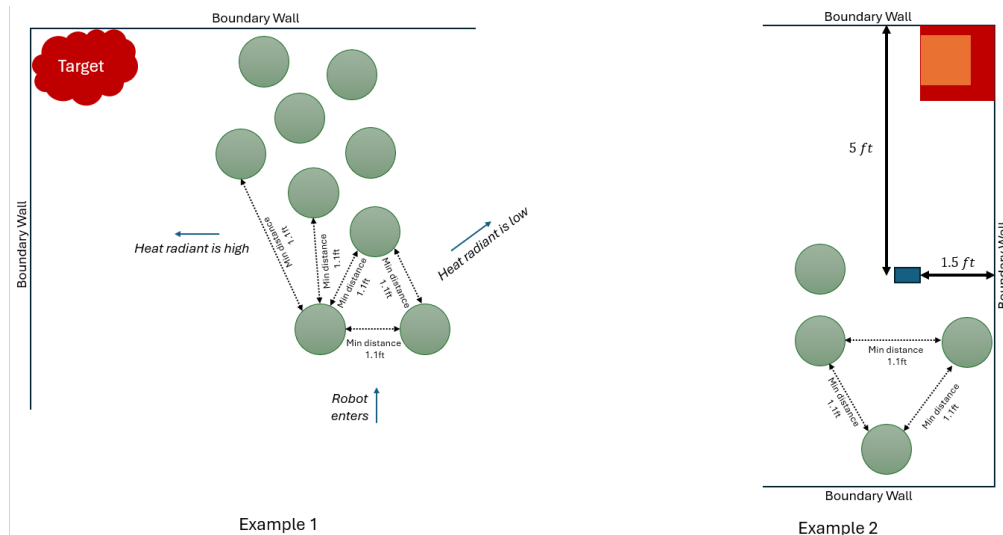 Boundary Wall
Target
Boundary Wall
Heat radiant is high
Heat radiant is low
Min distance
1.1ft
Min distance
1.1ft
Min distance
1.1ft
Min distance
1.1ft
Min distance
1.1ft
Robot
enters
Example 1
Boundary Wall
5 ft
1.5 ft
Boundary Wall
Min distance
1.1ft
Min distance
1.1ft
Min distance
1.1ft
Boundary Wall
Example 2